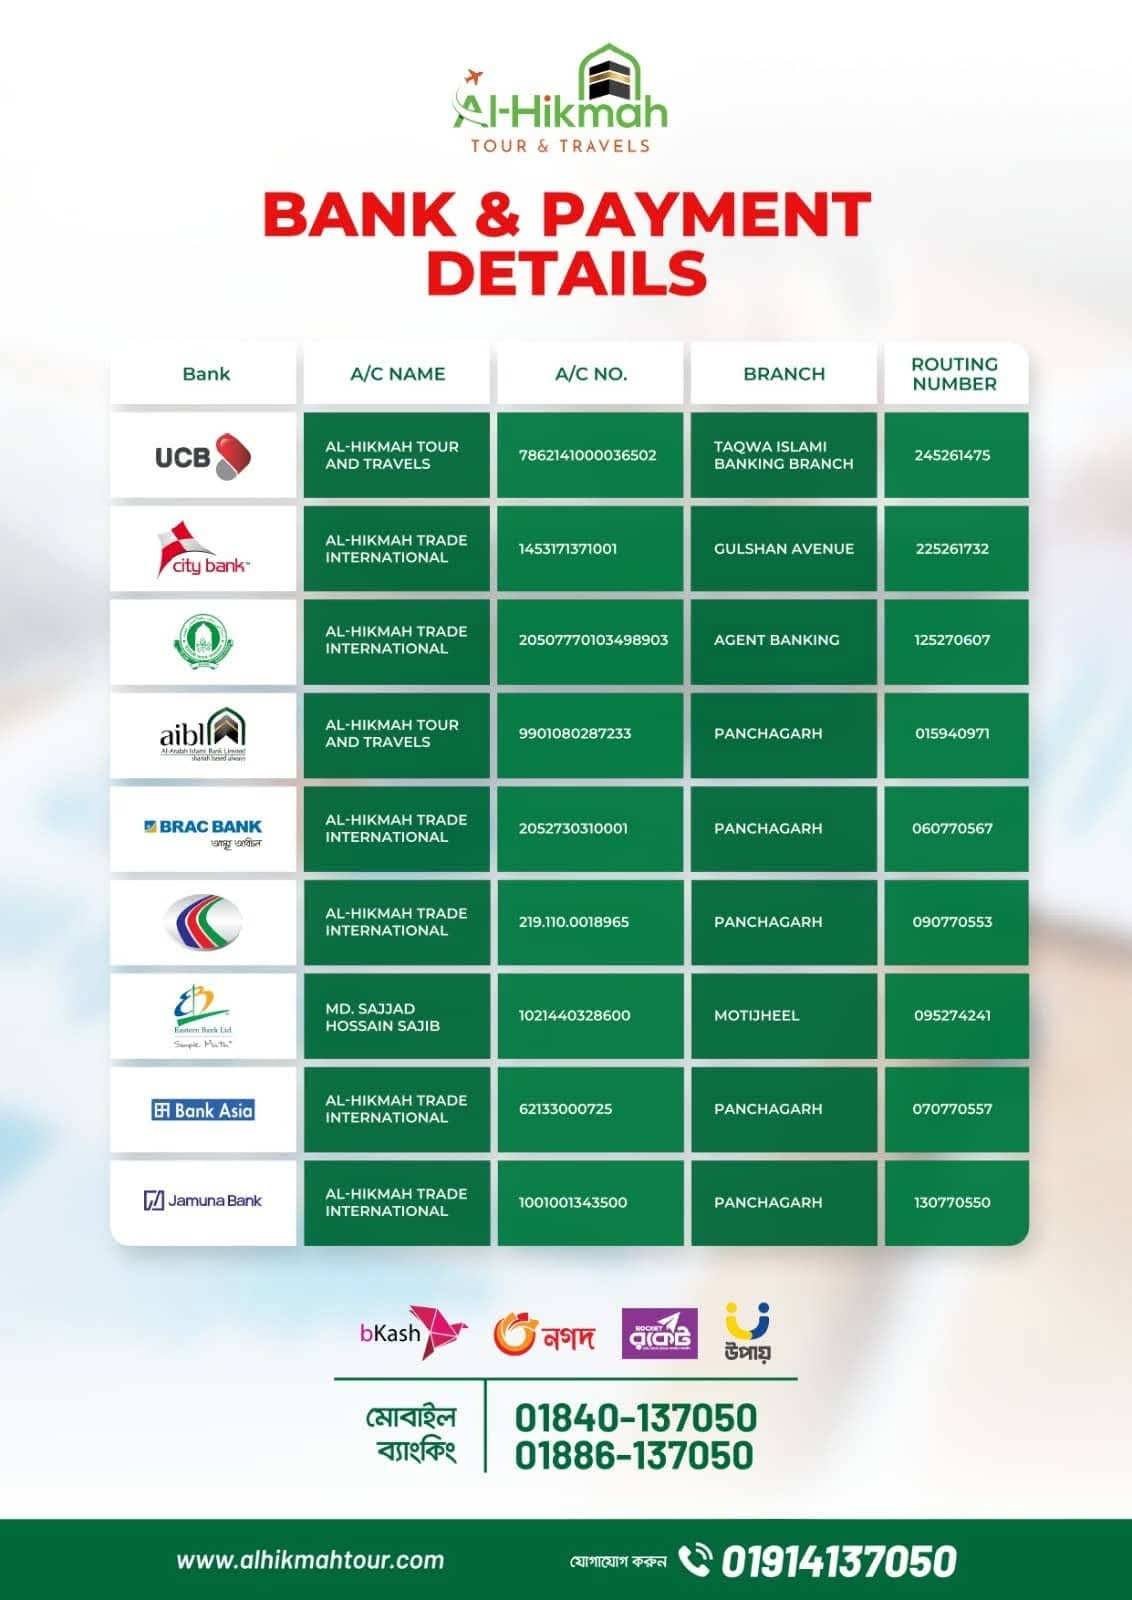 Al-Hikmah
TOUR & TRAVELS
BANK & PAYMENT
DETAILS
Bank
A/C NAME
A/C NO.
BRANCH
ROUTING
NUMBER
UCB
AL-HIKMAH TOUR
AND TRAVELS
7862141000036502
TAQWA ISLAMI
BANKING BRANCH
245261475
city bank™
AL-HIKMAH TRADE
INTERNATIONAL
1453171371001
GULSHAN AVENUE
225261732
AL-HIKMAH TRADE
INTERNATIONAL
20507770103498903
AGENT BANKING
125270607
aibl
Al-Arafah Islami Bank Limited
shariah based always
AL-HIKMAH TOUR
AND TRAVELS
9901080287233
PANCHAGARH
015940971
BRAC BANK
আস্থা অবিচল
AL-HIKMAH TRADE
INTERNATIONAL
2052730310001
PANCHAGARH
060770567
AL-HIKMAH TRADE
INTERNATIONAL
219.110.0018965
PANCHAGARH
090770553
Eastern Bank Ltd.
Simple Math
MD. SAJJAD
HOSSAIN SAJIB
1021440328600
MOTIJHEEL
095274241
Bank Asia
AL-HIKMAH TRADE
INTERNATIONAL
62133000725
PANCHAGARH
070770557
Jamuna Bank
AL-HIKMAH TRADE
INTERNATIONAL
1001001343500
PANCHAGARH
130770550
bKash
নগদ
ROCKET
রকেট
উপায়
মোবাইল
ব্যাংকিং
01840-137050
01886-137050
www.alhikmahtour.com
যোগাযোগ করুন
01914137050